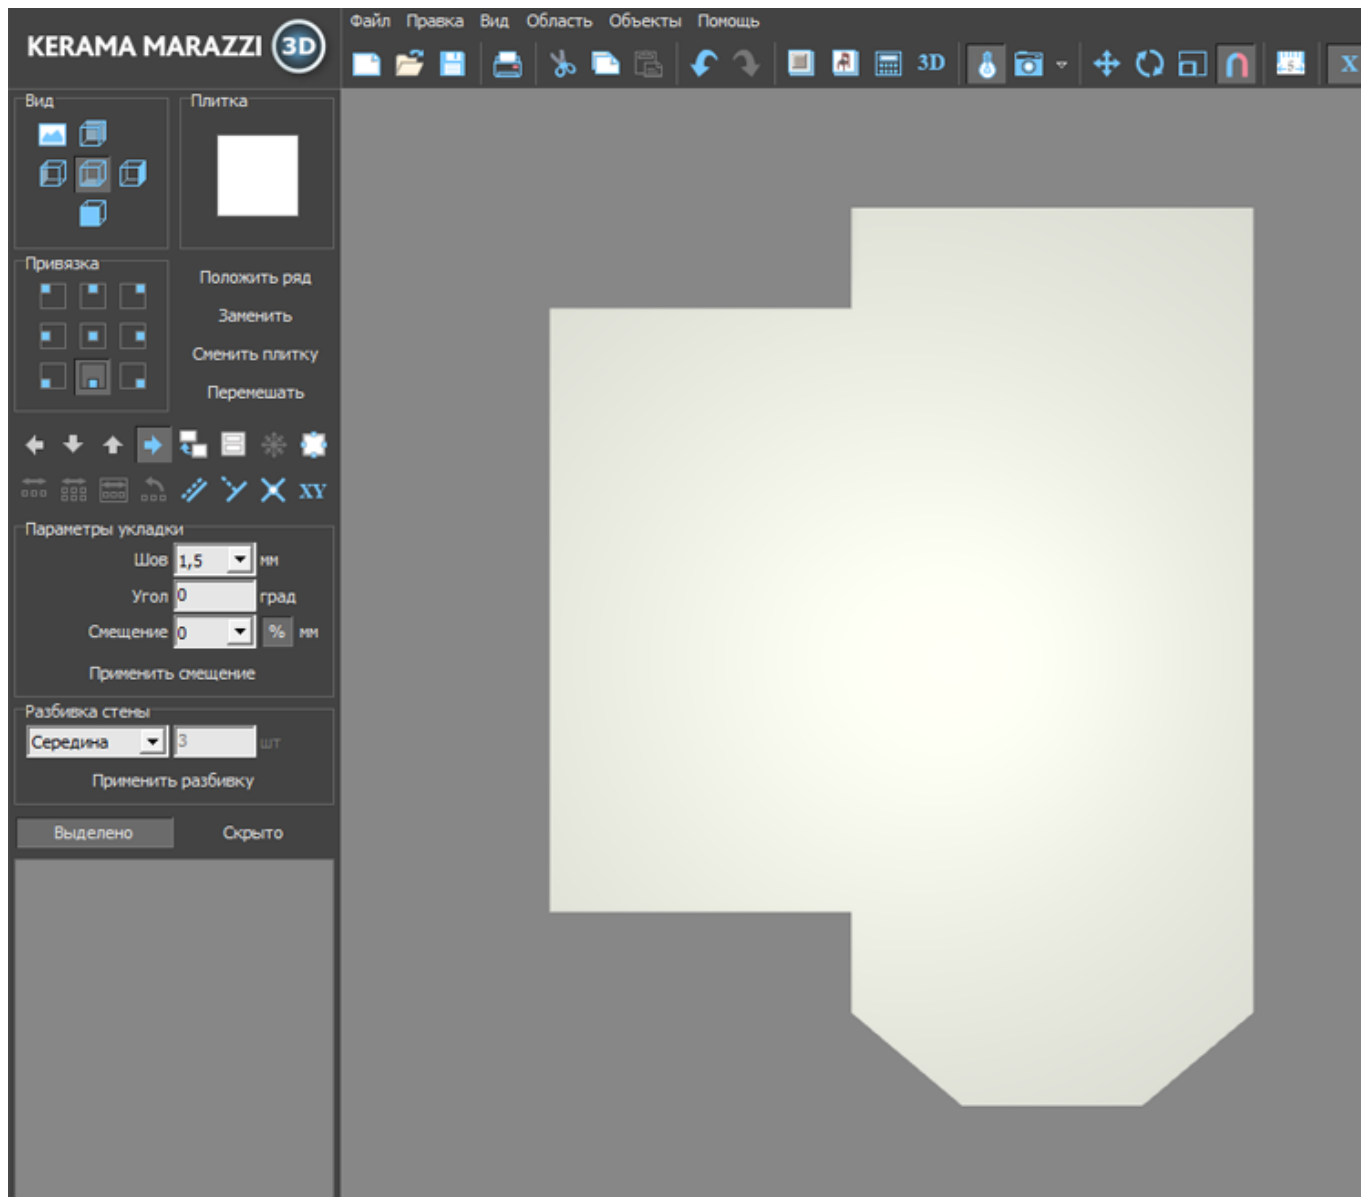 KERAMA MARAZZI 3D
Файл Правка Вид Область Объекты Помощь
3D
5
X
Вид
Плитка
Привязка
Положить ряд
Заменить
Сменить плитку
Перемешать
XY
Параметры укладки
Шов 1,5 мм
Угол 0 град
Смещение 0 % мм
Применить смещение
Разбивка стены
Середина 3 шт
Применить разбивку
Выделено Скрыто